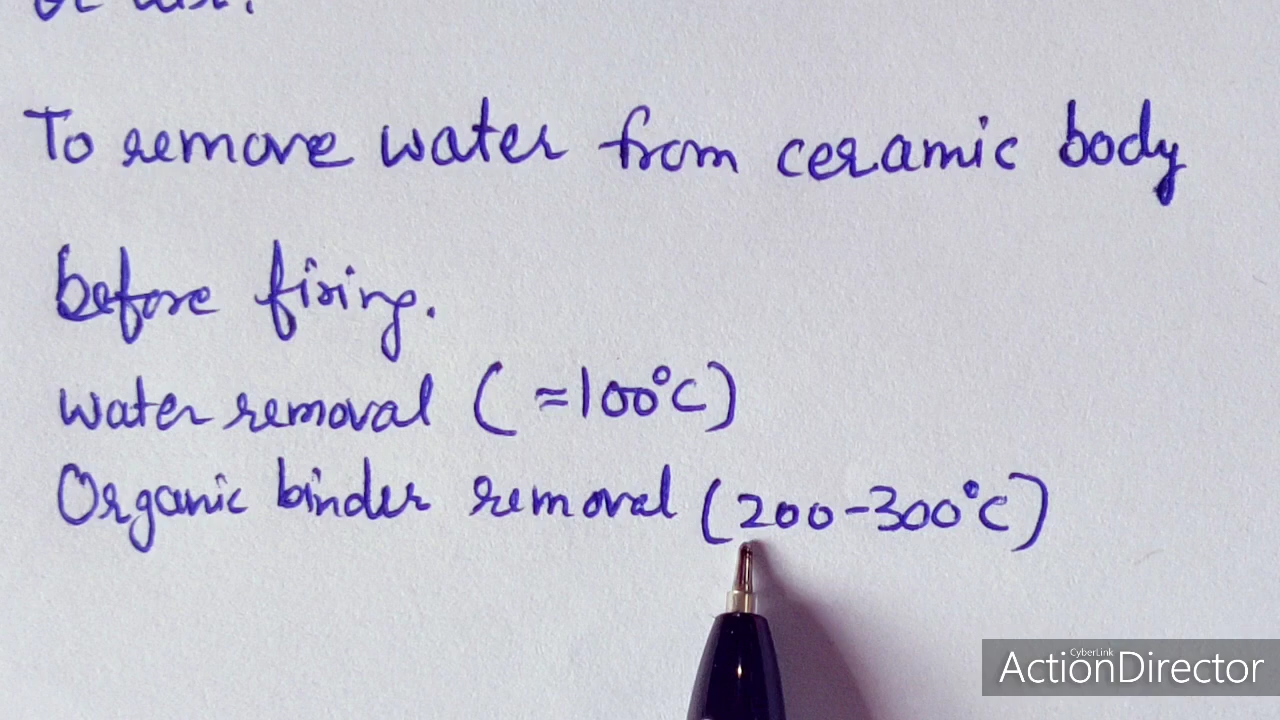 To remove water from ceramic body
before firing.
water removal ( =100°C)
Organic binder removal (200-300°C)
CyberLink
ActionDirector